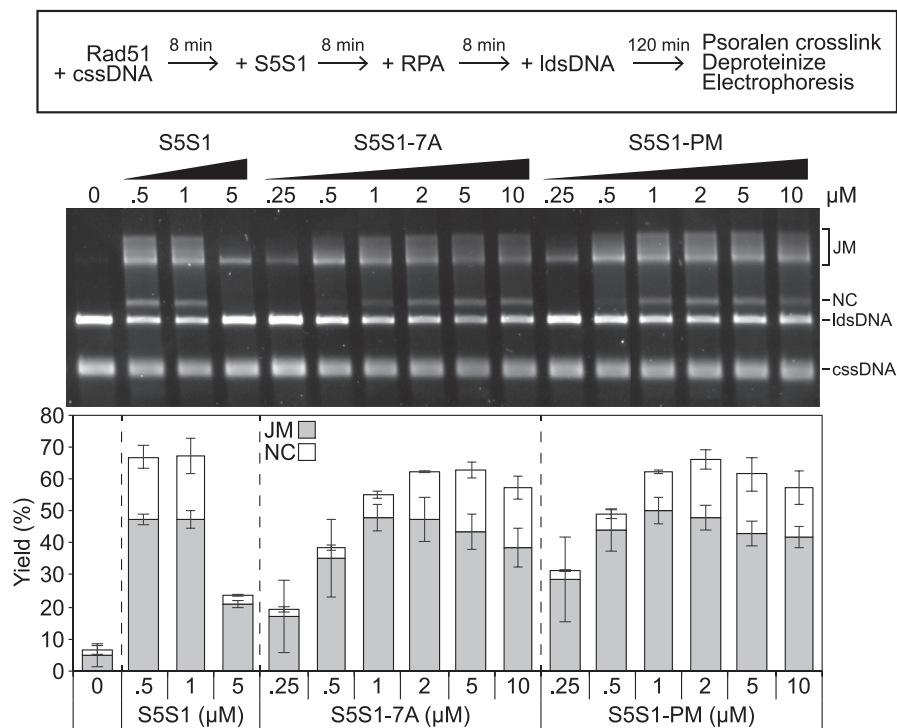 Rad51
+ cssDNA
8 min
+ S5S1
8 min
+ RPA
8 min
+ ldsDNA
120 min
Psoralen crosslink
Deproteinize
Electrophoresis
S5S1 S5S1-7A S5S1-PM
0 .5 1 5 .25 .5 1 2 5 10 .25 .5 1 2 5 10 µM
JM
NC
ldsDNA
cssDNA
80
70
60
50
40
30
20
10
0
Yield (%)
JM
NC
0 .5 1 5 .25 .5 1 2 5 10 .25 .5 1 2 5 10
S5S1 (µM) S5S1-7A (µM) S5S1-PM (µM)